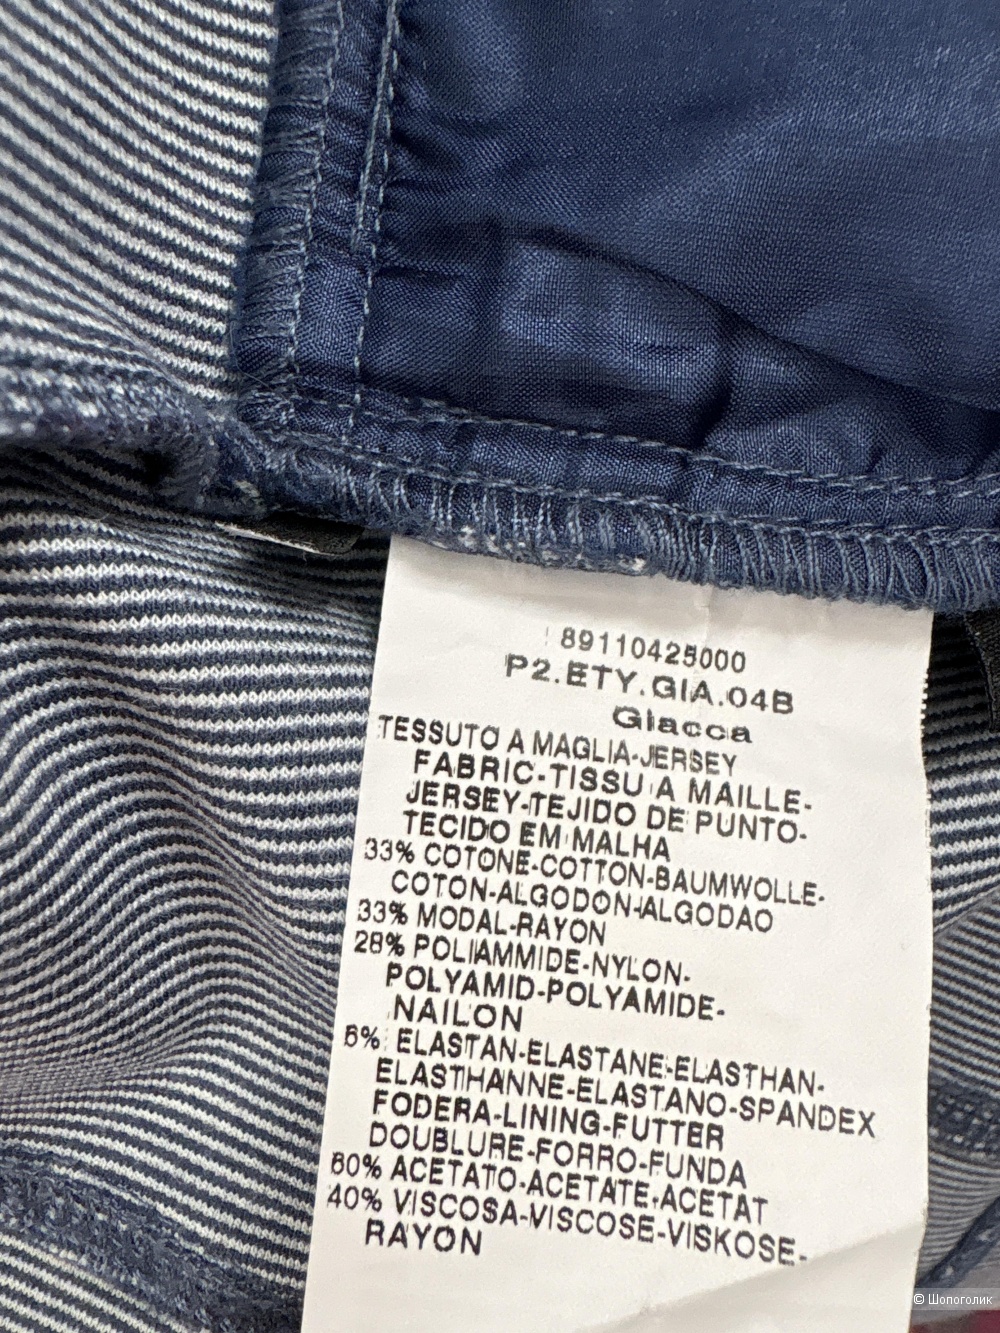 89110425000
P2.ETY.GIA.04B
Giacca
TESSUTO A MAGLIA-JERSEY
FABRIC-TISSU A MAILLE-
JERSEY-TEJIDO DE PUNTO-
TECIDO EM MALHA
33% COTONE-COTTON-BAUMWOLLE-
COTON-ALGODON-ALGODAO
33% MODAL-RAYON
28% POLIAMMIDE-NYLON-
POLYAMID-POLYAMIDE-
NAILON
6% ELASTAN-ELASTANE-ELASTHAN-
ELASTHANNE-ELASTANO-SPANDEX
FODERA-LINING-FUTTER
DOUBLURE-FORRO-FUNDA
60% ACETATO-ACETATE-ACETAT
40% VISCOSA-VISCOSE-VISKOSE-
RAYON
© Шопоголик